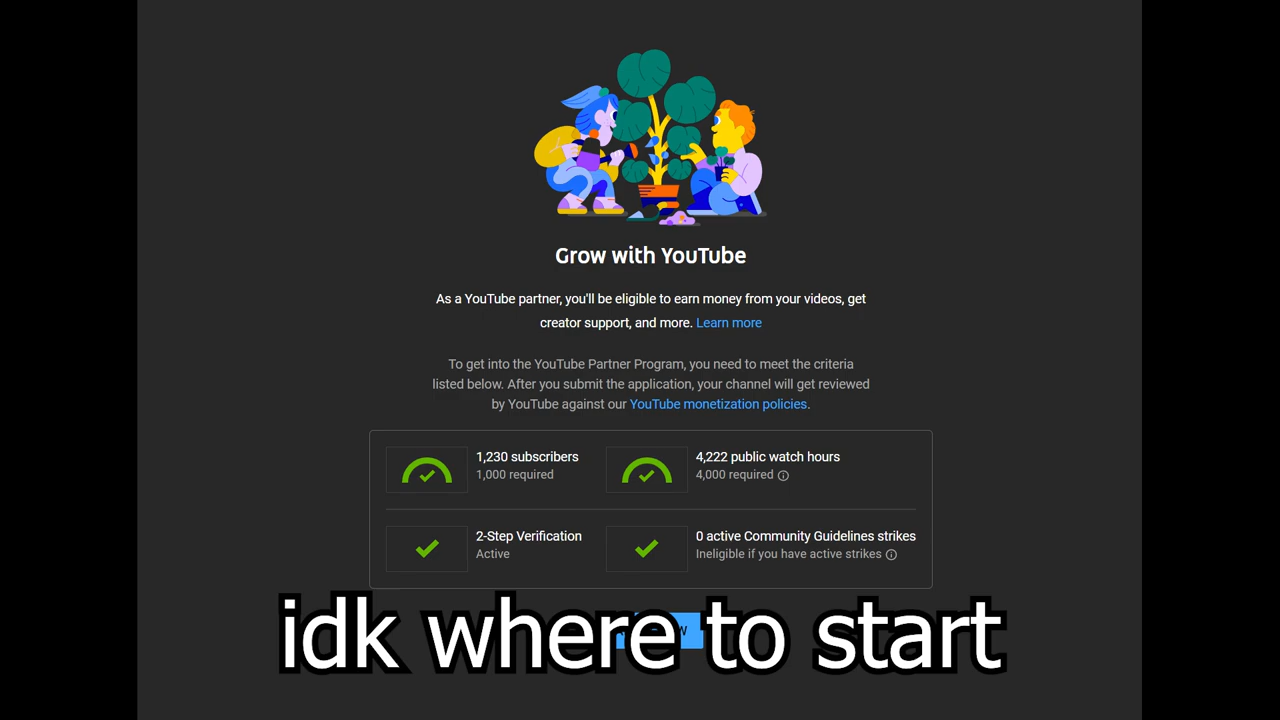 Grow with YouTube
As a YouTube partner, you'll be eligible to earn money from your videos, get
creator support, and more. Learn more
To get into the YouTube Partner Program, you need to meet the criteria
listed below. After you submit the application, your channel will get reviewed
by YouTube against our YouTube monetization policies.
1,230 subscribers
1,000 required
4,222 public watch hours
4,000 required
2-Step Verification
Active
0 active Community Guidelines strikes
Ineligible if you have active strikes
idk where to start